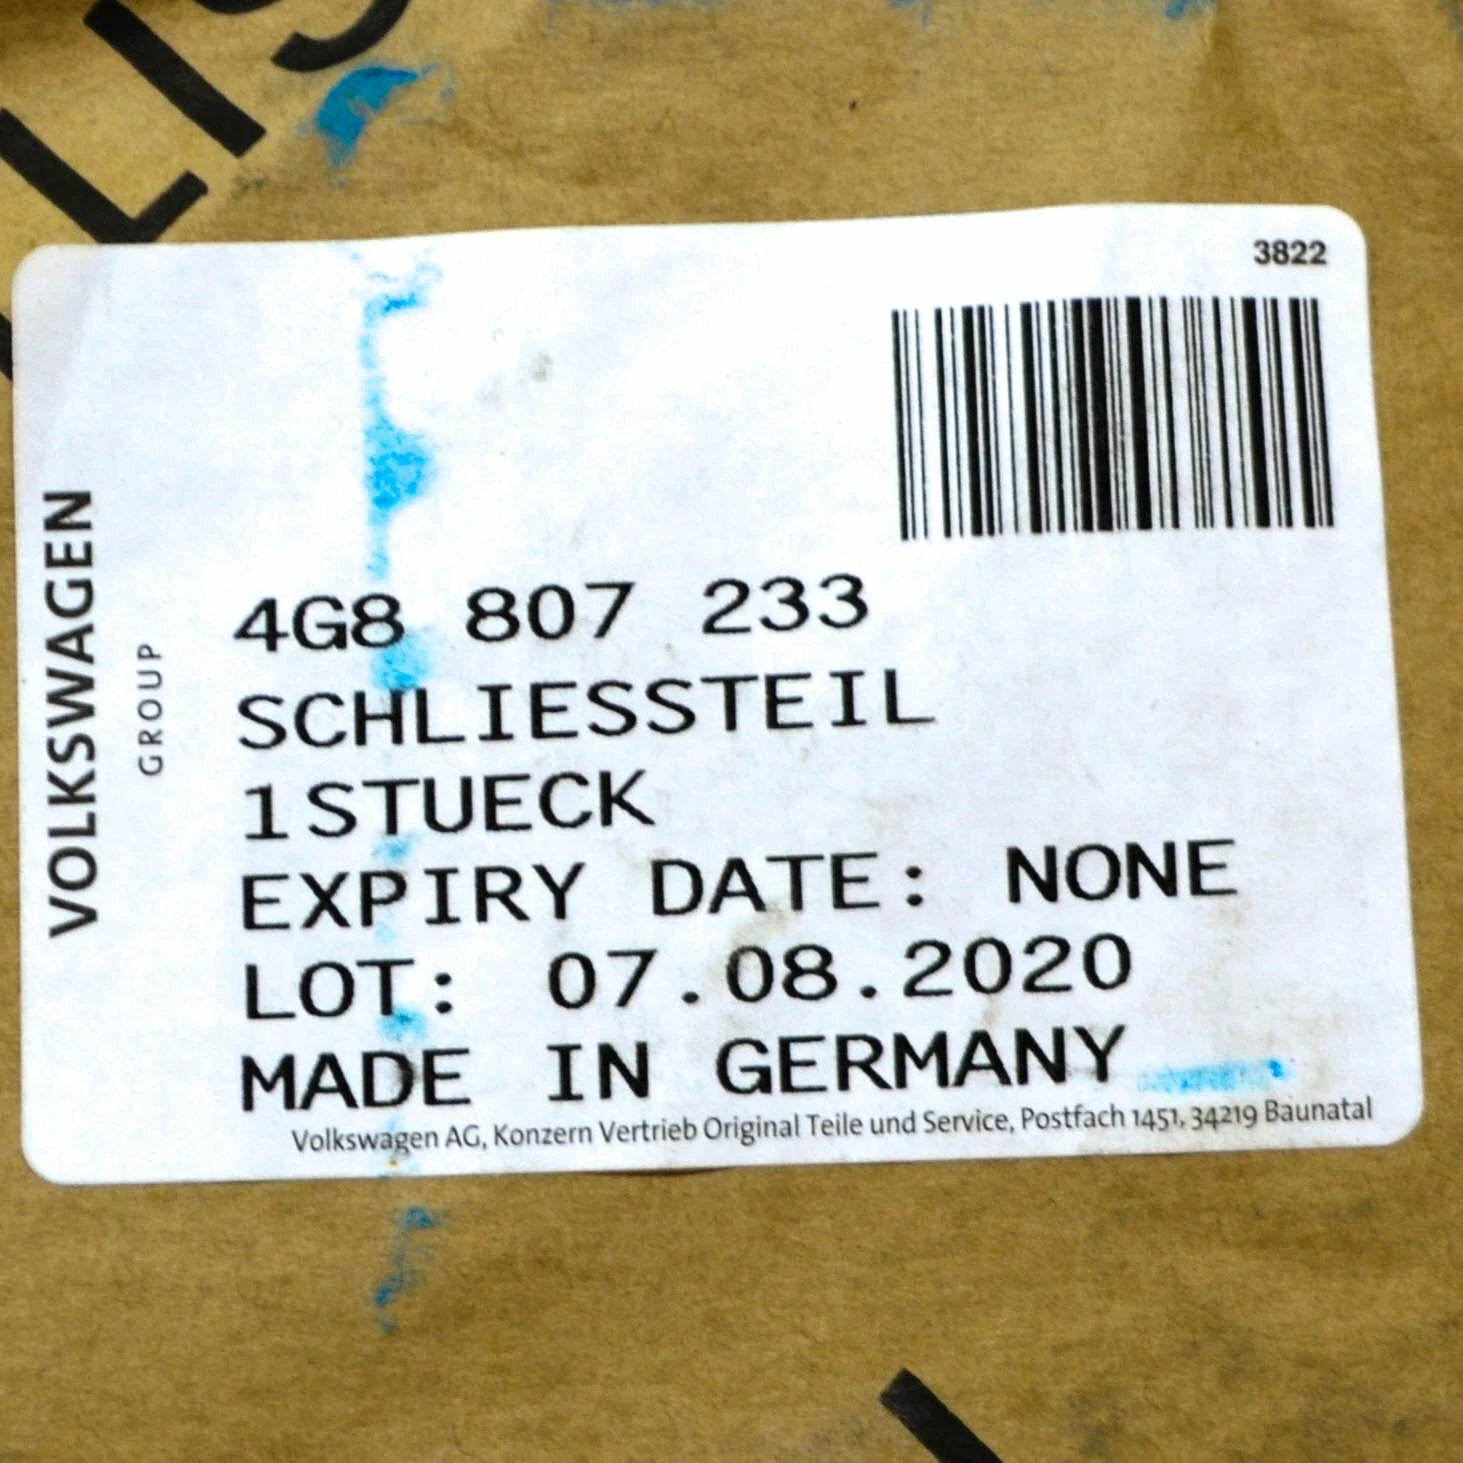 3822
VOLKSWAGEN
GROUP
4G8 807 233
SCHLIESSTEIL
1STUECK
EXPIRY DATE: NONE
LOT: 07.08.2020
MADE IN GERMANY
Volkswagen AG, Konzern Vertrieb Original Teile und Service, Postfach 1451, 34219 Baunatal